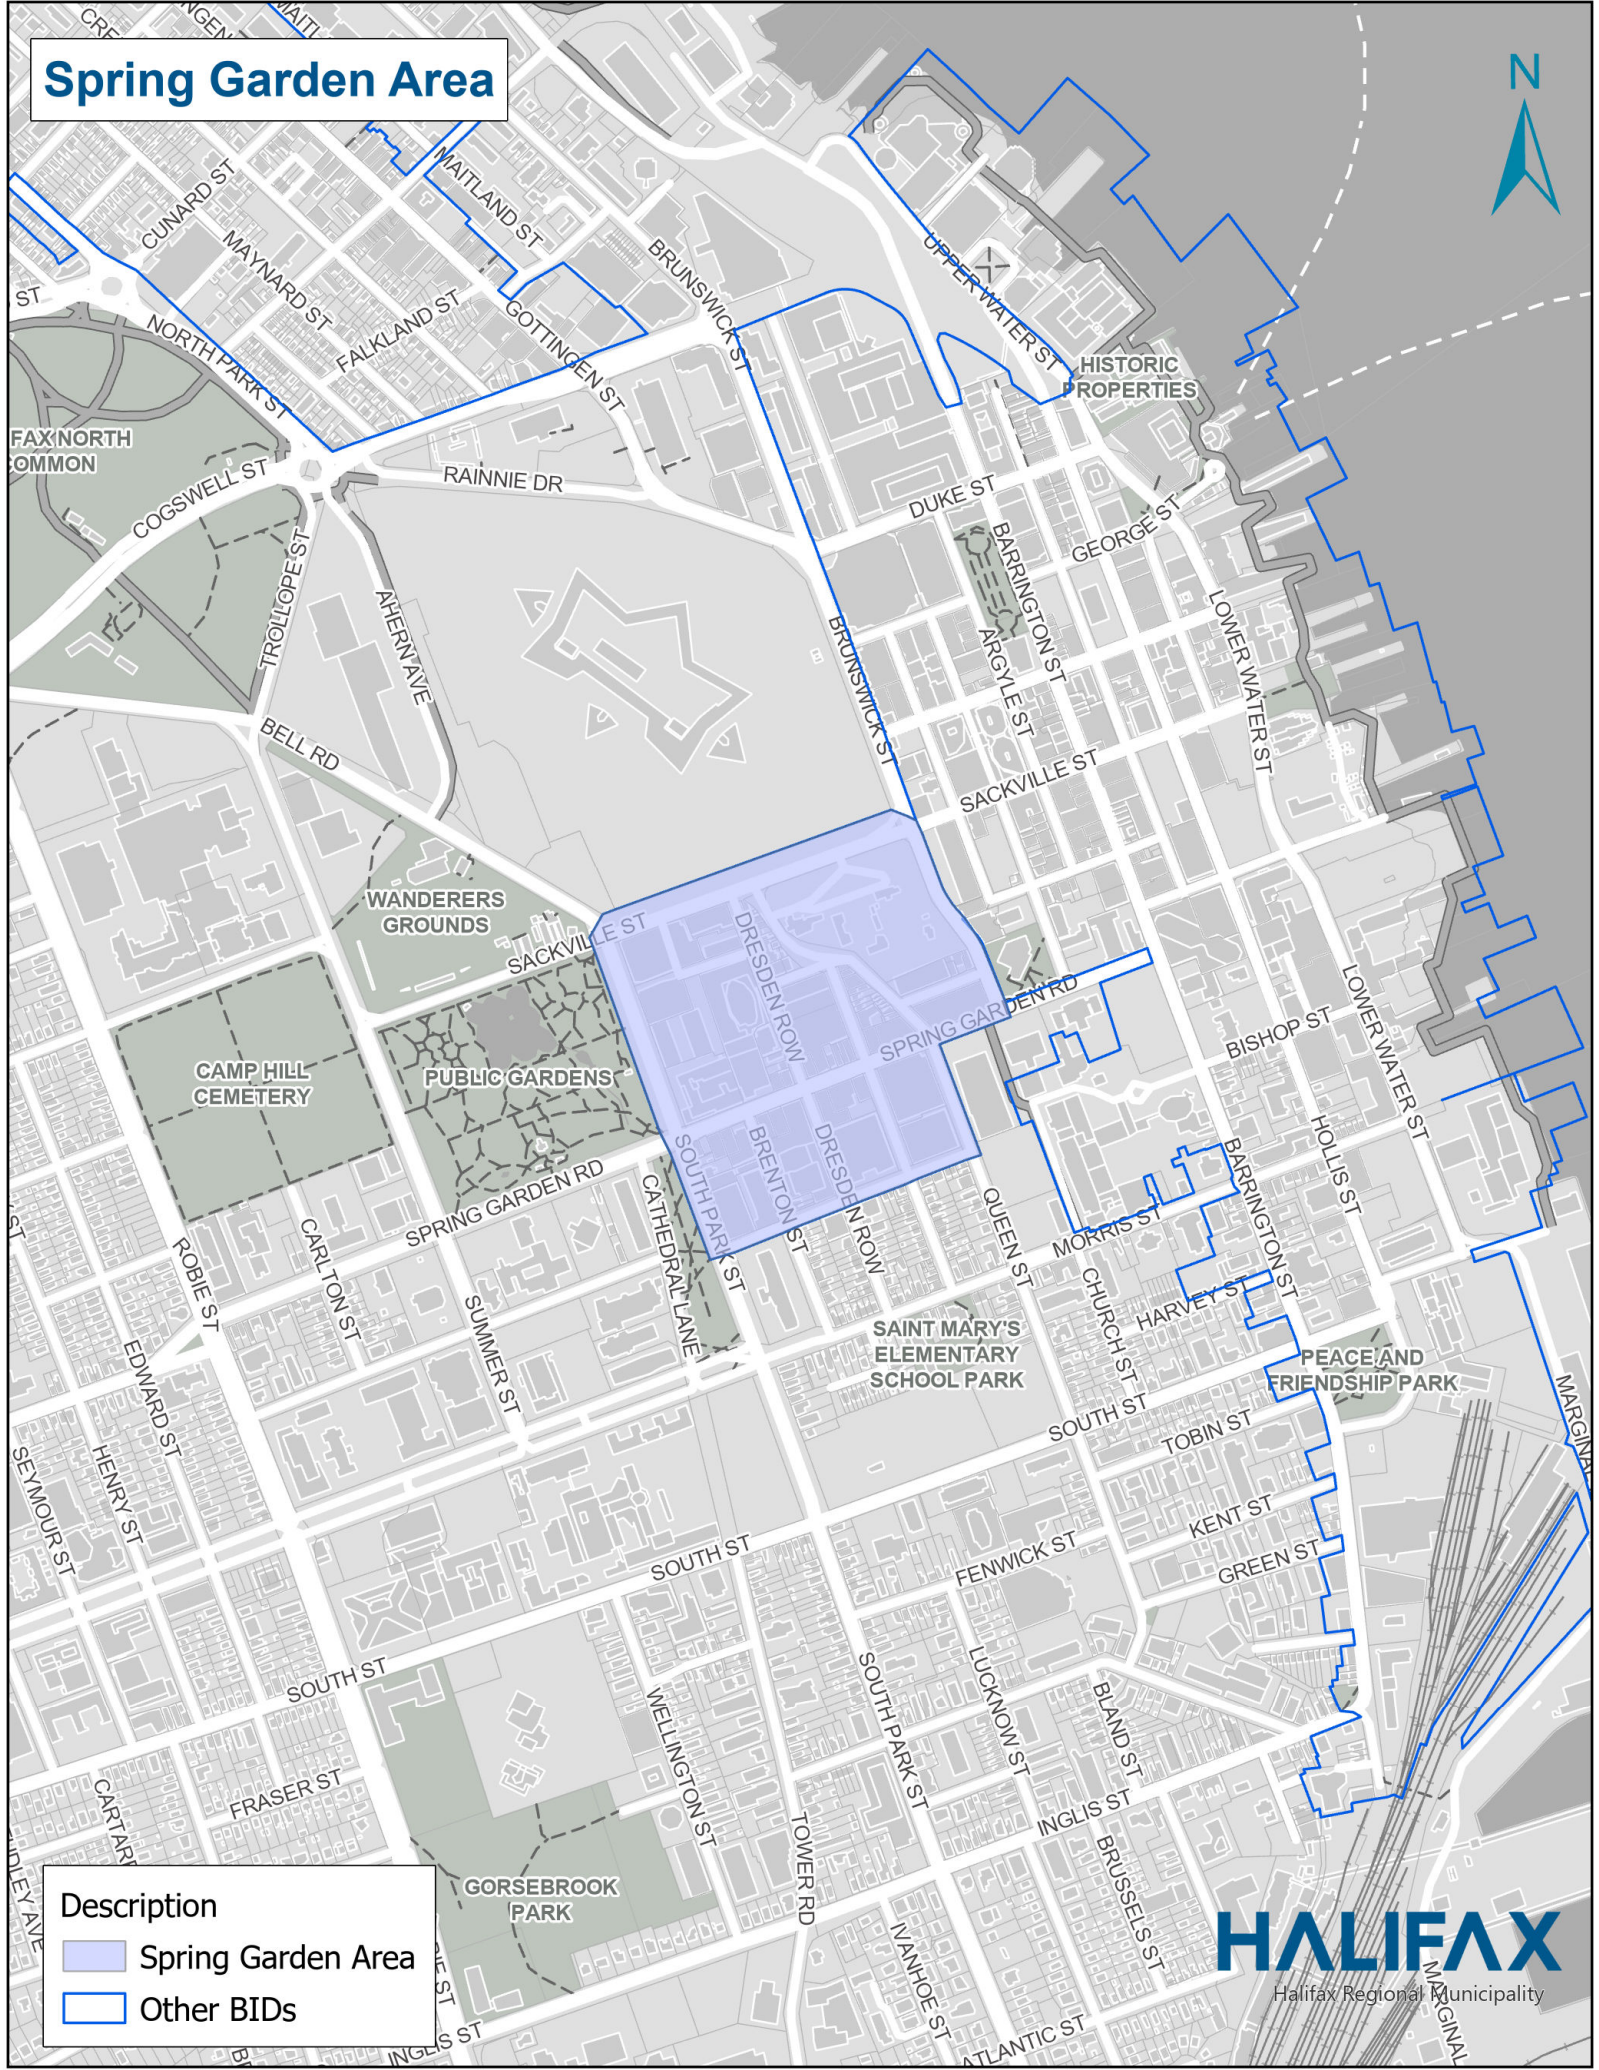 Spring Garden Area
N
MAITLAND ST
CUNARD ST
MAYNARD ST
FALKLAND ST
GOTTINGEN ST
BRUNSWICK ST
UPPER WATER ST
HISTORIC
PROPERTIES
ST
NORTH PARK ST
FAX NORTH
COMMON
COGSWELL ST
RAINNIE DR
DUKE ST
GEORGE ST
BARRINGTON ST
TROLLOPE ST
AHERN AVE
BRUNSWICK ST
ARGYLE ST
LOWER WATER ST
BELL RD
SACKVILLE ST
WANDERERS
GROUNDS
SACKVILLE ST
DRESDEN ROW
SPRING GARDEN RD
LOWER WATER ST
BISHOP ST
CAMP HILL
CEMETERY
PUBLIC GARDENS
SPRING GARDEN RD
SOUTH PARK ST
BRENTON ST
DRESDEN ROW
CATHEDRAL LANE
QUEEN ST
MORRIS ST
BARRINGTON ST
HOLLIS ST
ROBIE ST
CARLTON ST
SUMMER ST
CHURCH ST
HARVEY ST
SAINT MARY'S
ELEMENTARY
SCHOOL PARK
PEACE AND
FRIENDSHIP PARK
EDWARD ST
HENRY ST
SEYMOUR ST
SOUTH ST
TOBIN ST
KENT ST
GREEN ST
FENWICK ST
SOUTH ST
SOUTH ST
WELLINGTON ST
SOUTH PARK ST
LUCKNOW ST
BLAND ST
INGLIS ST
FRASER ST
TOWER RD
BRUSSELS ST
GORSEBROOK
PARK
IVANHOE ST
ATLANTIC ST
INGLIS ST
MARGINAL
MARGINAL
Description
Spring Garden Area
Other BIDs
HALIFAX
Halifax Regional Municipality